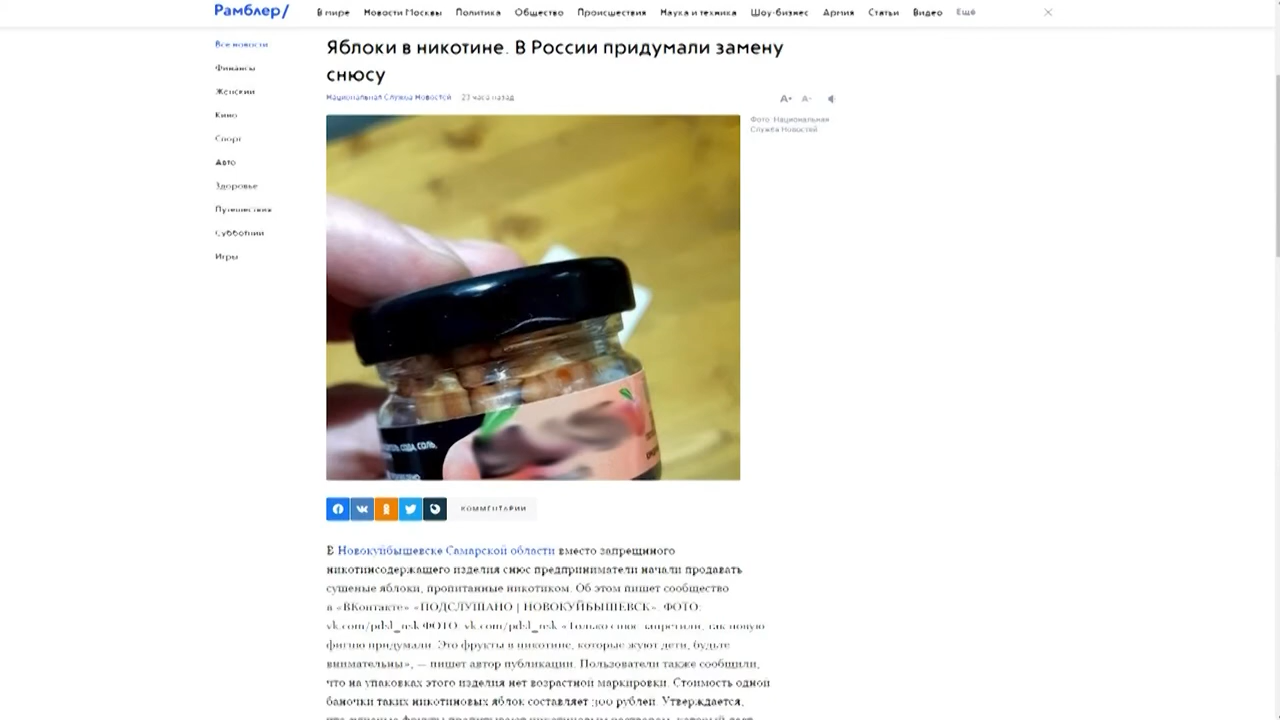 Рамблер/
В мире Новости Москвы Политика Общество Происшествия Наука и техника Шоу-бизнес Армия Статьи Видео Ещё
Все новости
Финансы
Женский
Кино
Спорт
Авто
Здоровье
Путешествия
Субботний
Игры
Яблоки в никотине. В России придумали замену
снюсу
Национальная Служба Новостей 23 часа назад
А+ А-
Фото: Национальная
Служба Новостей
сода, соль,
КОММЕНТАРИИ
В Новокуйбышевске Самарской области вместо запрещенного
никотинсодержащего изделия снюс предприниматели начали продавать
сушеные яблоки, пропитанные никотином. Об этом пишет сообщество
в «ВКонтакте» «ПОДСЛУШАНО | НОВОКУЙБЫШЕВСК». ФОТО:
vk.com/pdsl_nsk ФОТО: vk.com/pdsl_nsk «Только снюс запретили, так новую
фигню придумали. Это фрукты в никотине, которые жуют дети, будьте
внимательны», — пишет автор публикации. Пользователи также сообщили,
что на упаковках этого изделия нет возрастной маркировки. Стоимость одной
баночки таких никотиновых яблок составляет 300 рублей. Утверждается,